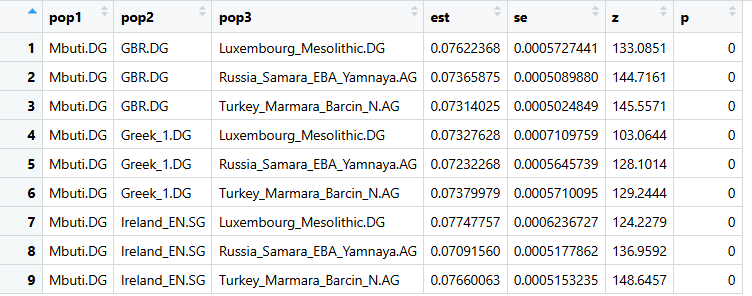 pop1 pop2 pop3 est se z p
1 Mbuti.DG GBR.DG Luxembourg_Mesolithic.DG 0.07622368 0.0005727441 133.0851 0
2 Mbuti.DG GBR.DG Russia_Samara_EBA_Yamnaya.AG 0.07365875 0.0005089880 144.7161 0
3 Mbuti.DG GBR.DG Turkey_Marmara_Barcin_N.AG 0.07314025 0.0005024849 145.5571 0
4 Mbuti.DG Greek_1.DG Luxembourg_Mesolithic.DG 0.07327628 0.0007109759 103.0644 0
5 Mbuti.DG Greek_1.DG Russia_Samara_EBA_Yamnaya.AG 0.07232268 0.0005645739 128.1014 0
6 Mbuti.DG Greek_1.DG Turkey_Marmara_Barcin_N.AG 0.07379979 0.0005710095 129.2444 0
7 Mbuti.DG Ireland_EN.SG Luxembourg_Mesolithic.DG 0.07747757 0.0006236727 124.2279 0
8 Mbuti.DG Ireland_EN.SG Russia_Samara_EBA_Yamnaya.AG 0.07091560 0.0005177862 136.9592 0
9 Mbuti.DG Ireland_EN.SG Turkey_Marmara_Barcin_N.AG 0.07660063 0.0005153235 148.6457 0